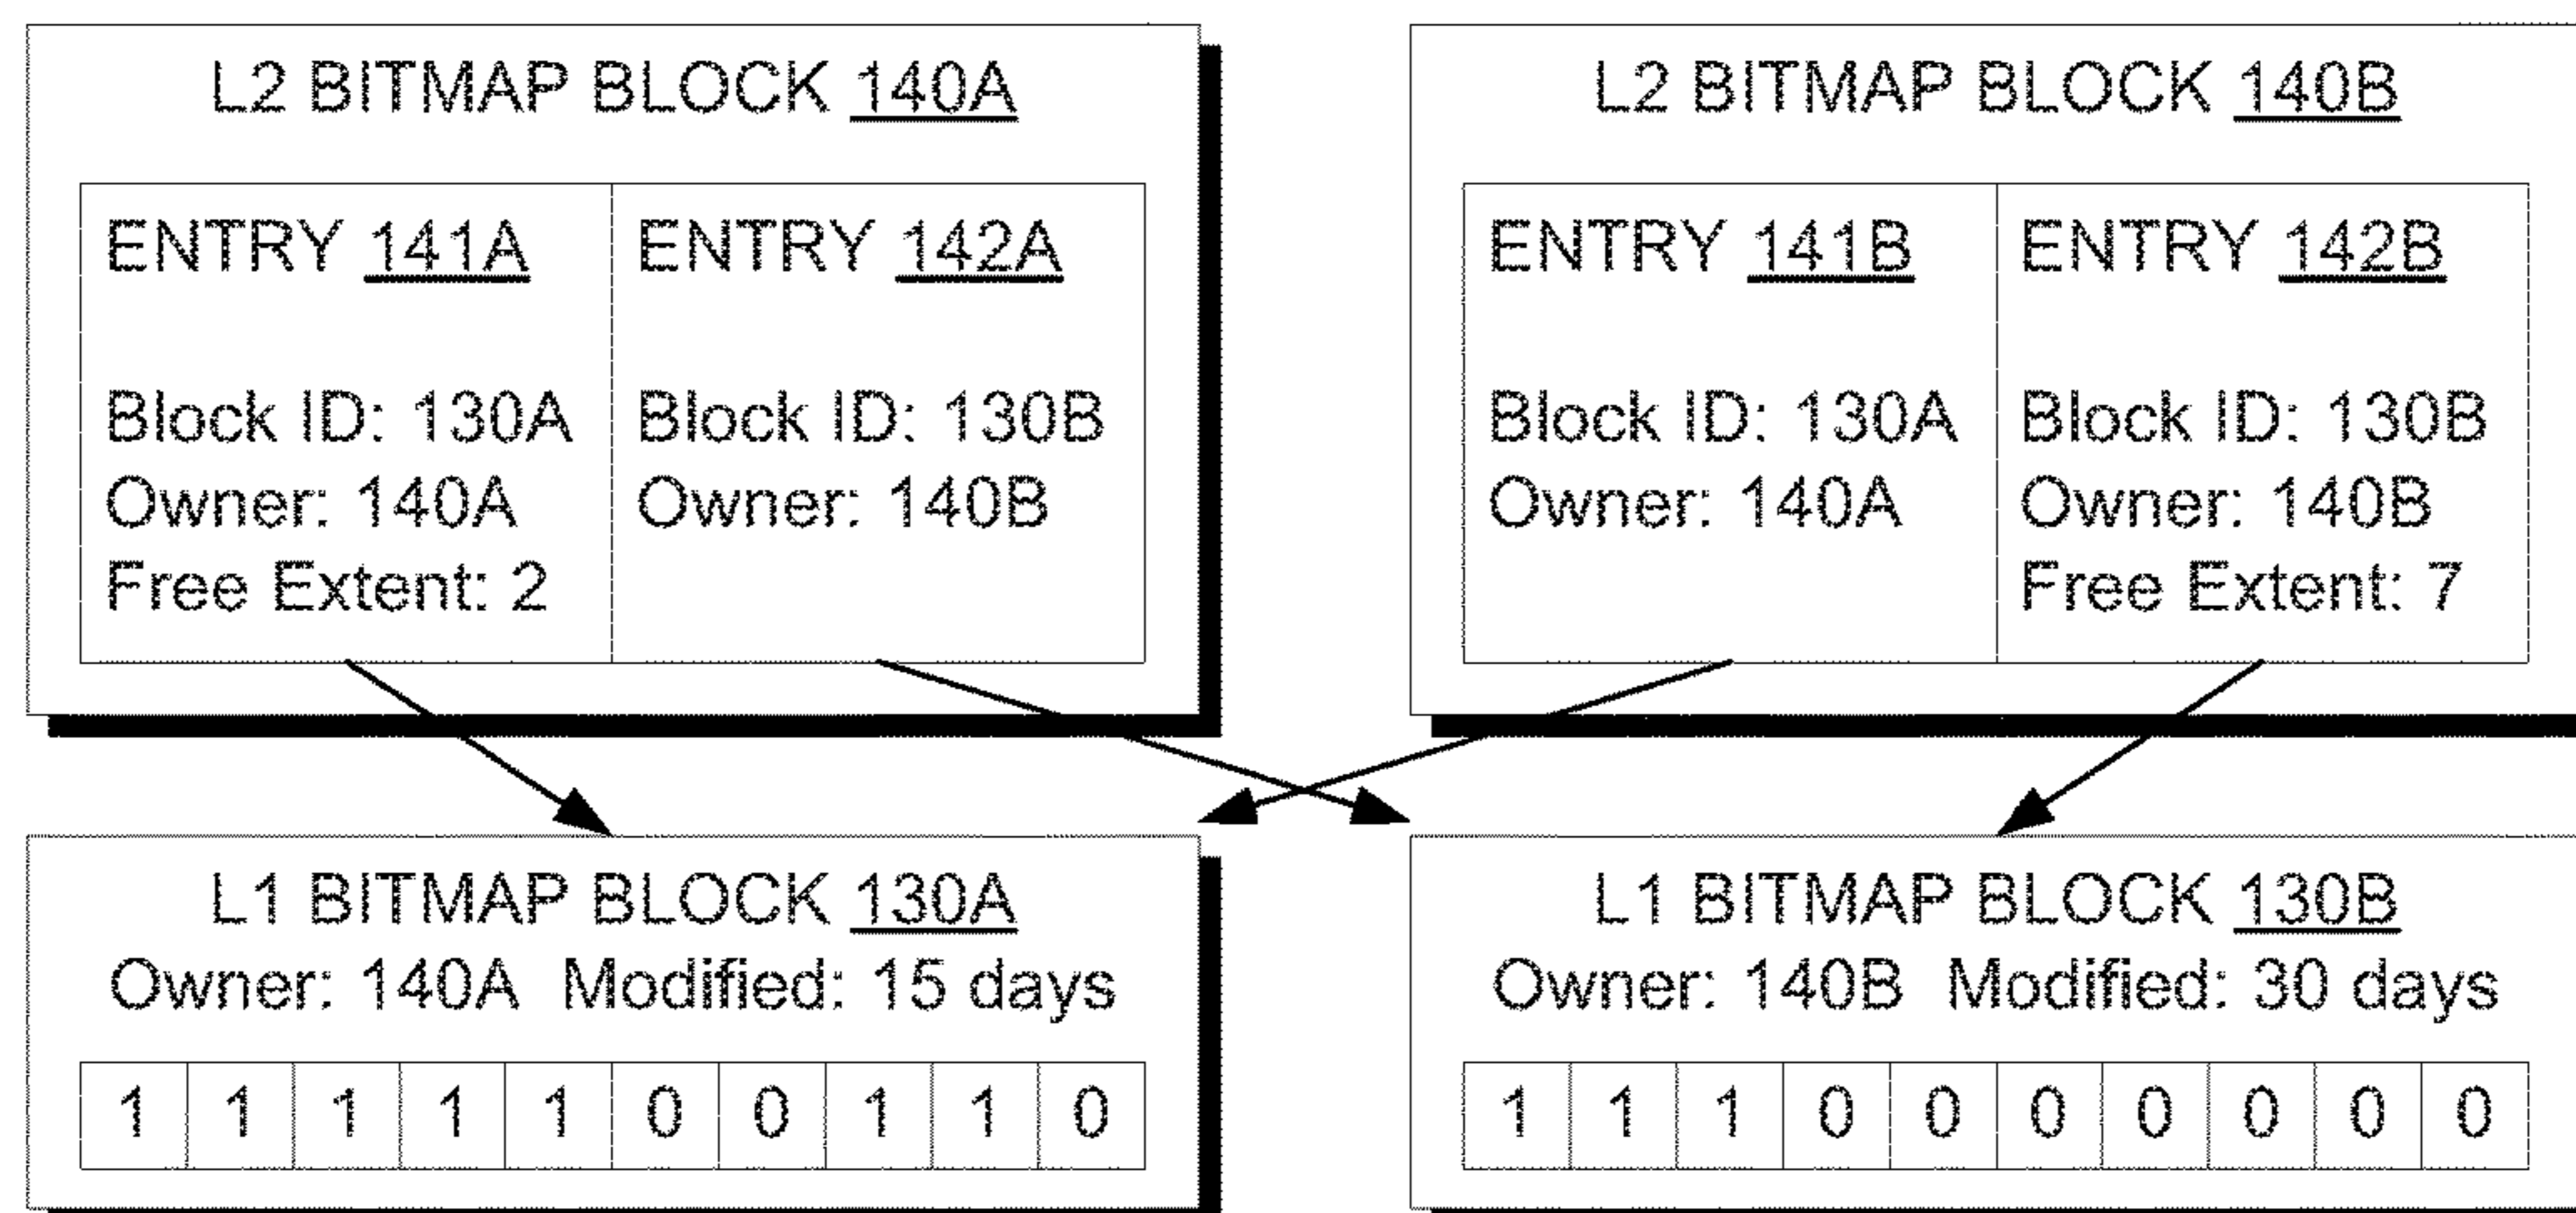 L2 BITMAP BLOCK 140A
ENTRY 141A
Block ID: 130A
Owner: 140A
Free Extent: 2
ENTRY 142A
Block ID: 130B
Owner: 140B
L2 BITMAP BLOCK 140B
ENTRY 141B
Block ID: 130A
Owner: 140A
ENTRY 142B
Block ID: 130B
Owner: 140B
Free Extent: 7
L1 BITMAP BLOCK 130A
Owner: 140A Modified: 15 days
1 1 1 1 1 0 0 1 1 0
L1 BITMAP BLOCK 130B
Owner: 140B Modified: 30 days
1 1 1 0 0 0 0 0 0 0